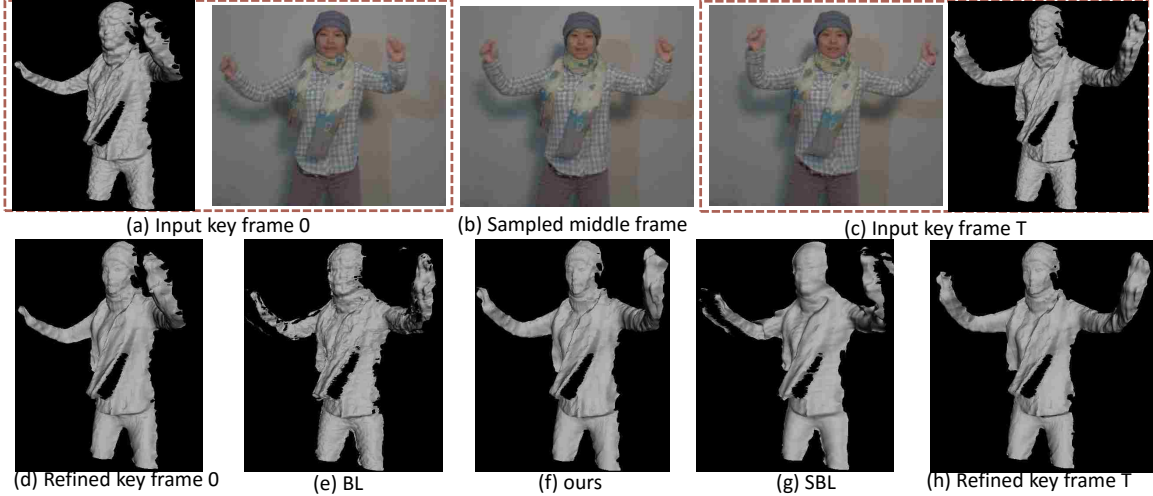 (a) Input key frame 0
(b) Sampled middle frame
(c) Input key frame T
(d) Refined key frame 0
(e) BL
(f) ours
(g) SBL
(h) Refined key frame T